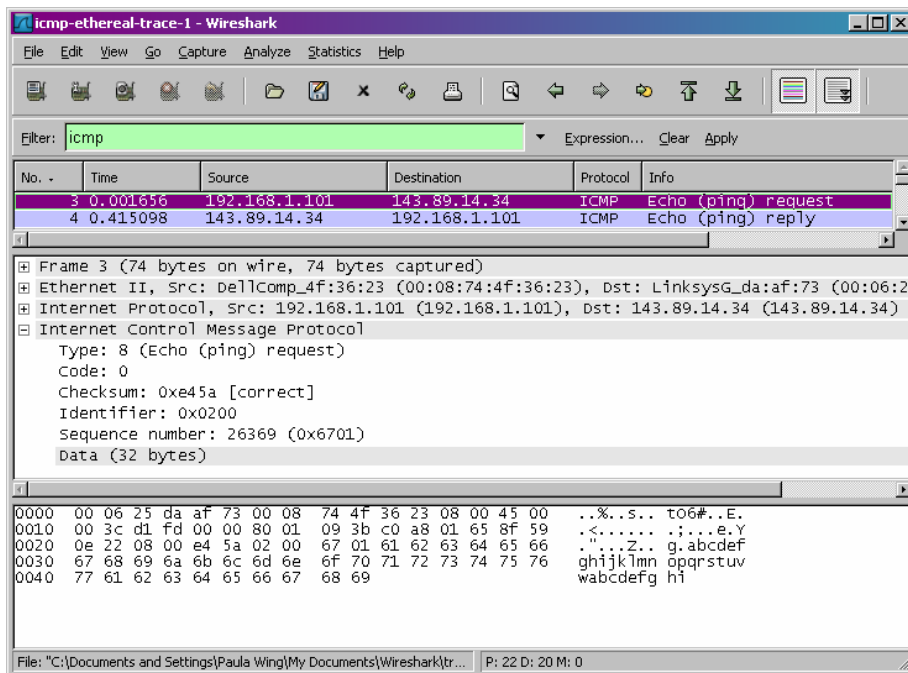 icmp-ethereal-trace-1 - Wireshark
File Edit View Go Capture Analyze Statistics Help
Filter: icmp Expression... Clear Apply
No. Time Source Destination Protocol Info
3 0.001656 192.168.1.101 143.89.14.34 ICMP Echo (ping) request
4 0.415098 143.89.14.34 192.168.1.101 ICMP Echo (ping) reply
Frame 3 (74 bytes on wire, 74 bytes captured)
Ethernet II, Src: DellComp_4f:36:23 (00:08:74:4f:36:23), Dst: LinksysG_da:af:73 (00:06:2
Internet Protocol, Src: 192.168.1.101 (192.168.1.101), Dst: 143.89.14.34 (143.89.14.34)
Internet Control Message Protocol
Type: 8 (Echo (ping) request)
Code: 0
Checksum: 0xe45a [correct]
Identifier: 0x0200
Sequence number: 26369 (0x6701)
Data (32 bytes)
0000 00 06 25 da af 73 00 08 74 4f 36 23 08 00 45 00 ..%..s.. tO6#..E.
0010 00 3c d1 fd 00 00 80 01 09 3b c0 a8 01 65 8f 59 .<...... .;...e.Y
0020 0e 22 08 00 e4 5a 02 00 67 01 61 62 63 64 65 66 ."...Z.. g.abcdef
0030 67 68 69 6a 6b 6c 6d 6e 6f 70 71 72 73 74 75 76 ghijklmn opqrstuv
0040 77 61 62 63 64 65 66 67 68 69 wabcdefg hi
File: "C:\Documents and Settings\Paula Wing\My Documents\Wireshark\tr... P: 22 D: 20 M: 0